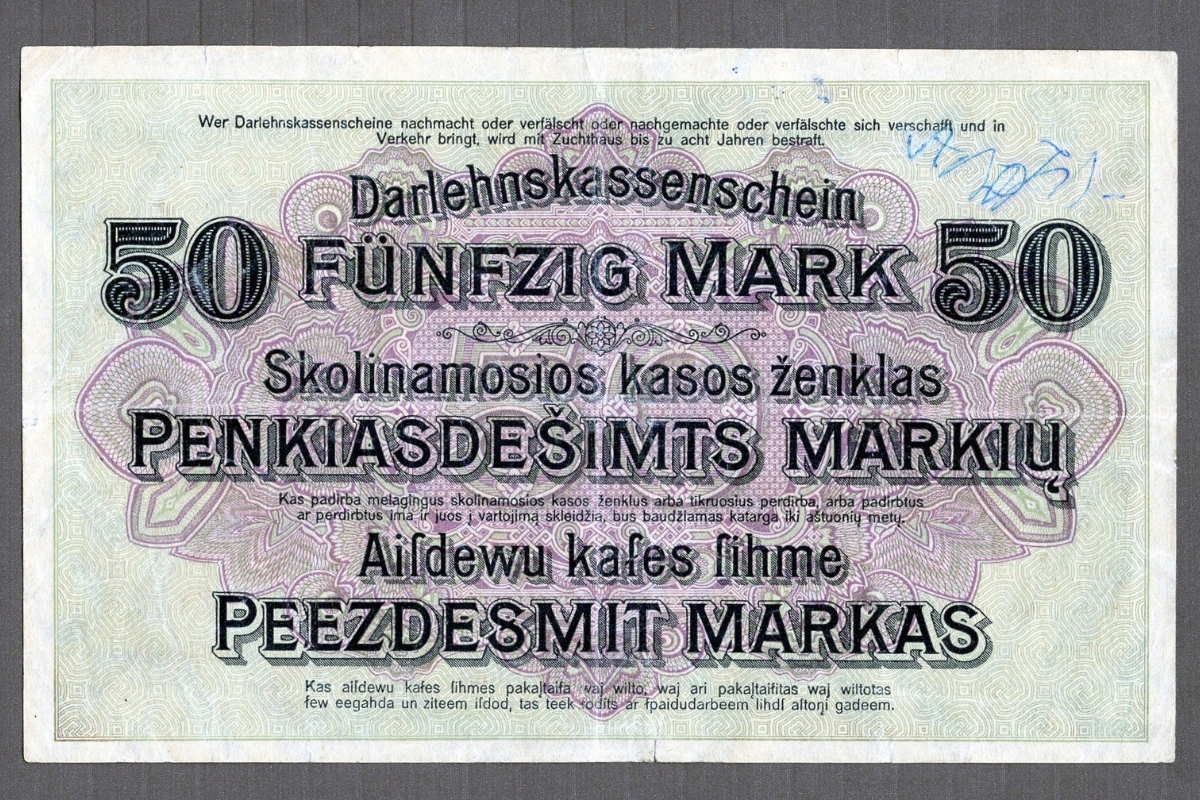 Wer Darlehnskassenscheine nachmacht oder verfälscht oder nachgemachte oder verfälschte sich verschafft und in
Verkehr bringt, wird mit Zuchthaus bis zu acht Jahren bestraft.
Darlehnskassenschein
50 FÜNFZIG MARK 50
Skolinamosios kasos ženklas
PENKIASDEŠIMTS MARKIŲ
Kas padirba melagingus skolinamosios kasos ženklus arba tikruosius perdirba, arba padirbtus
ar perdirbtus ima ir juos į vartojimą skleidžia, bus baudžiamas katarga iki aštuonių metų.
Aiſdewu kaſes ſihme
PEEZDESMIT MARKAS
Kas aiſdewu kaſes ſihmes pakaļtaiſa waj wilto, waj ari pakaļtaiſitas waj wiltotas
ſew eegahda un ziteem iſdod, tas teek ſodits ar ſpaidudarbeem lihdſ aſtoņi gadeem.